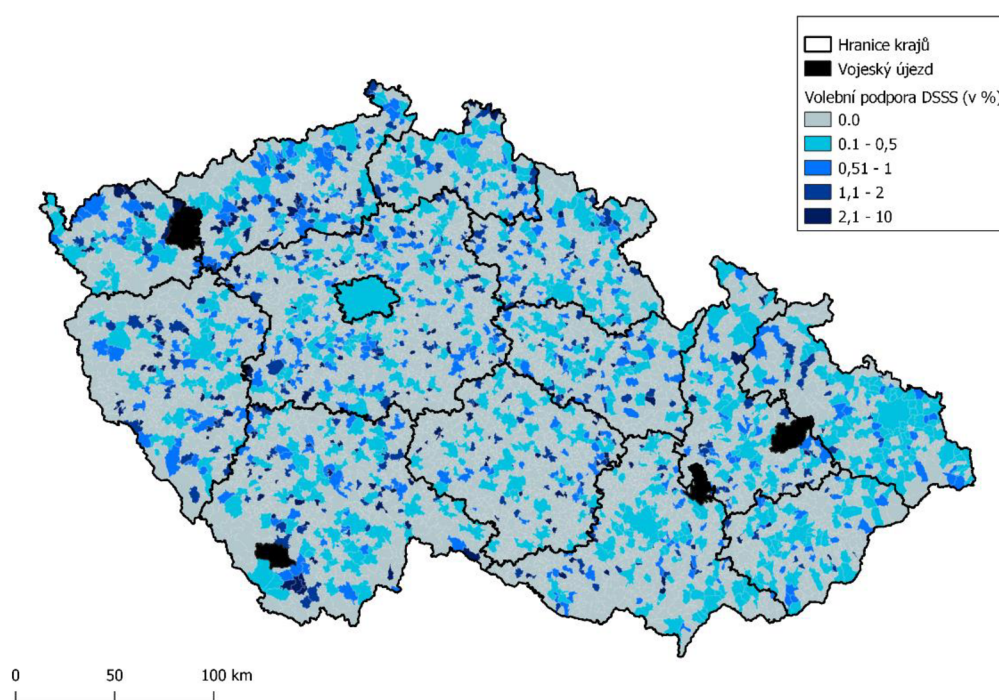 Hranice krajů
Vojeský újezd
Volební podpora DSSS (v %)
0.0
0.1 - 0,5
0,51 - 1
1,1 - 2
2,1 - 10
0 50 100 km